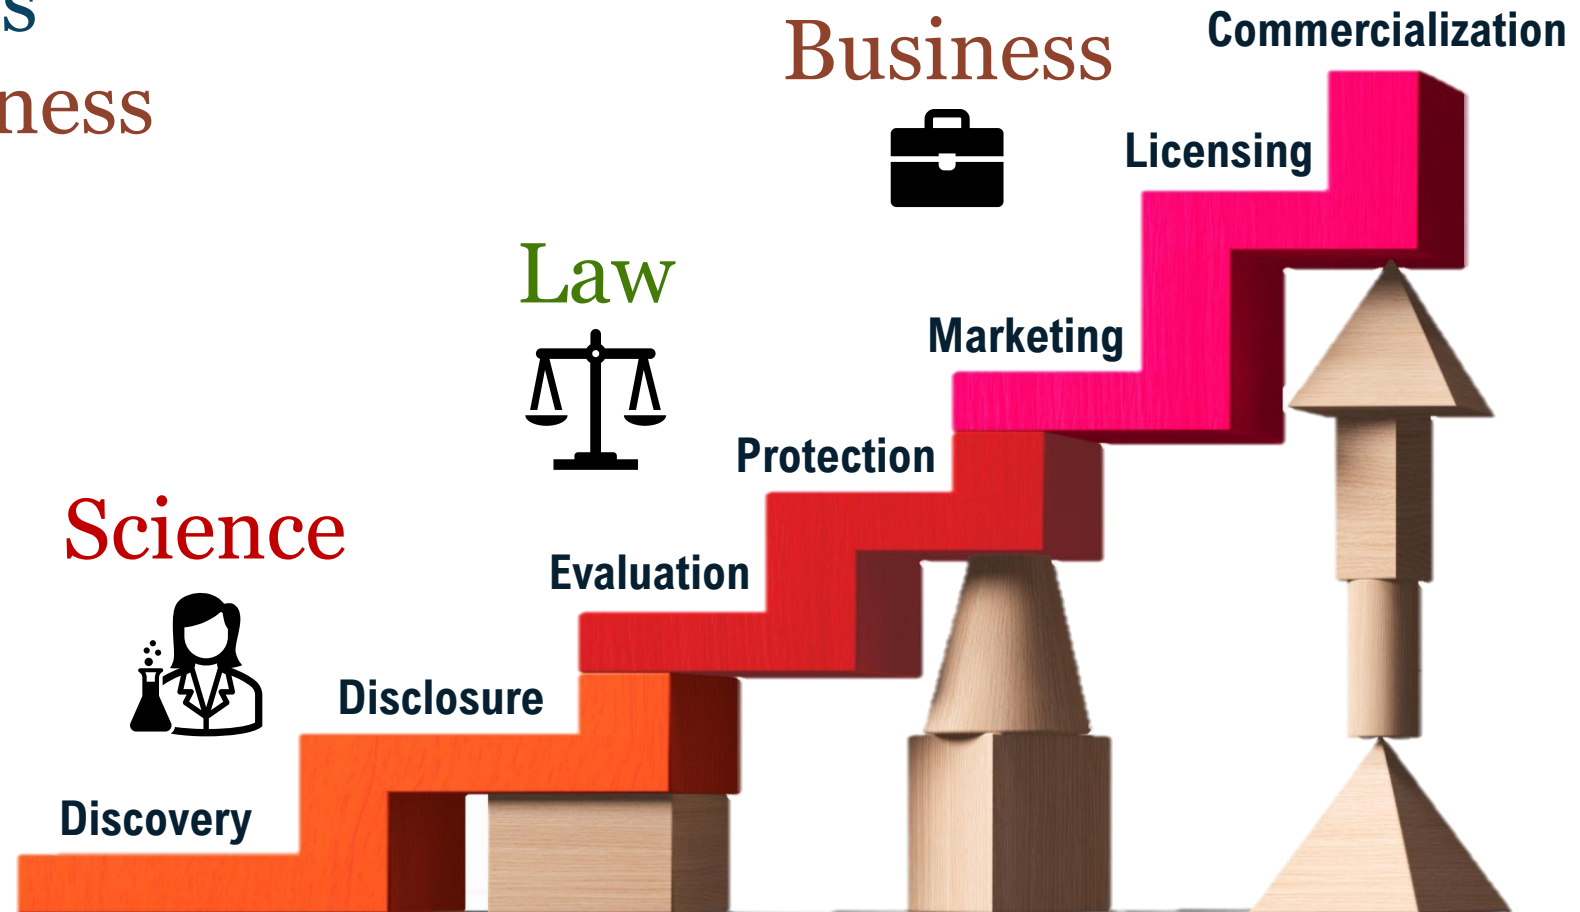 s
ness
Business
Commercialization
Licensing
Law
Marketing
Protection
Science
Evaluation
Disclosure
Discovery